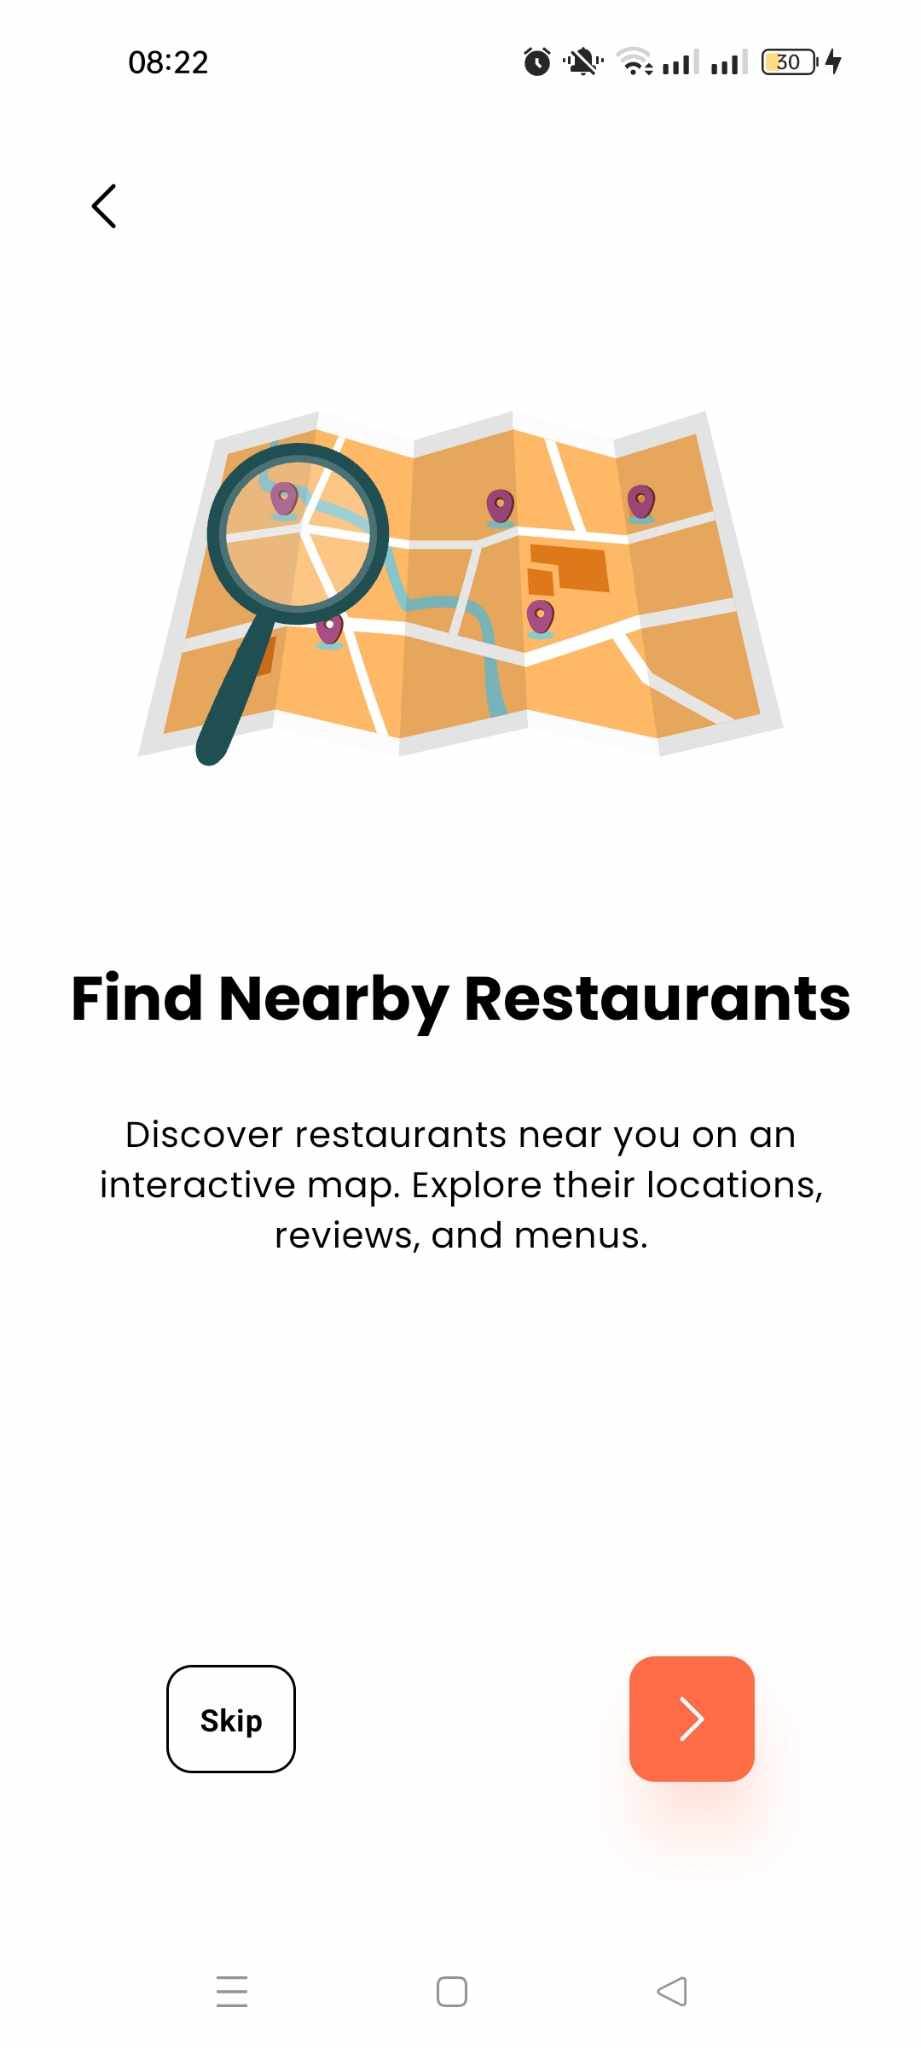 08:22
30
Find Nearby Restaurants
Discover restaurants near you on an
interactive map. Explore their locations,
reviews, and menus.
Skip